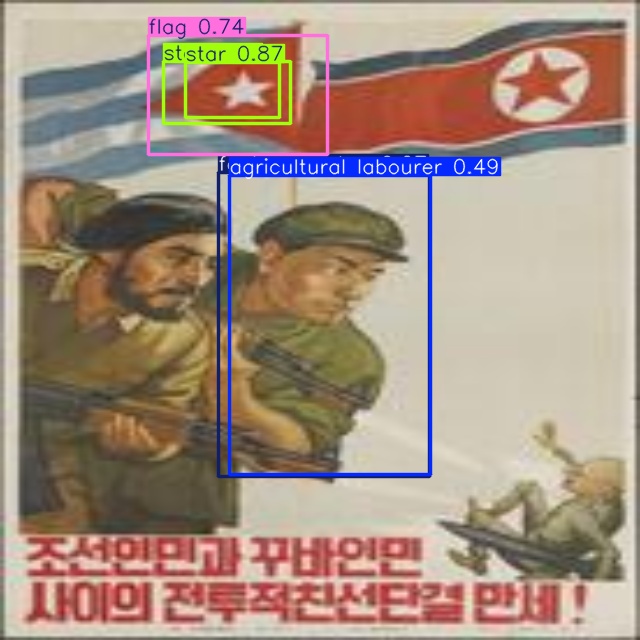 flag 0.74
star 0.87
agricultural labourer 0.49
조선인민과 꾸바인민
사이의 전투적친선단결 만세!